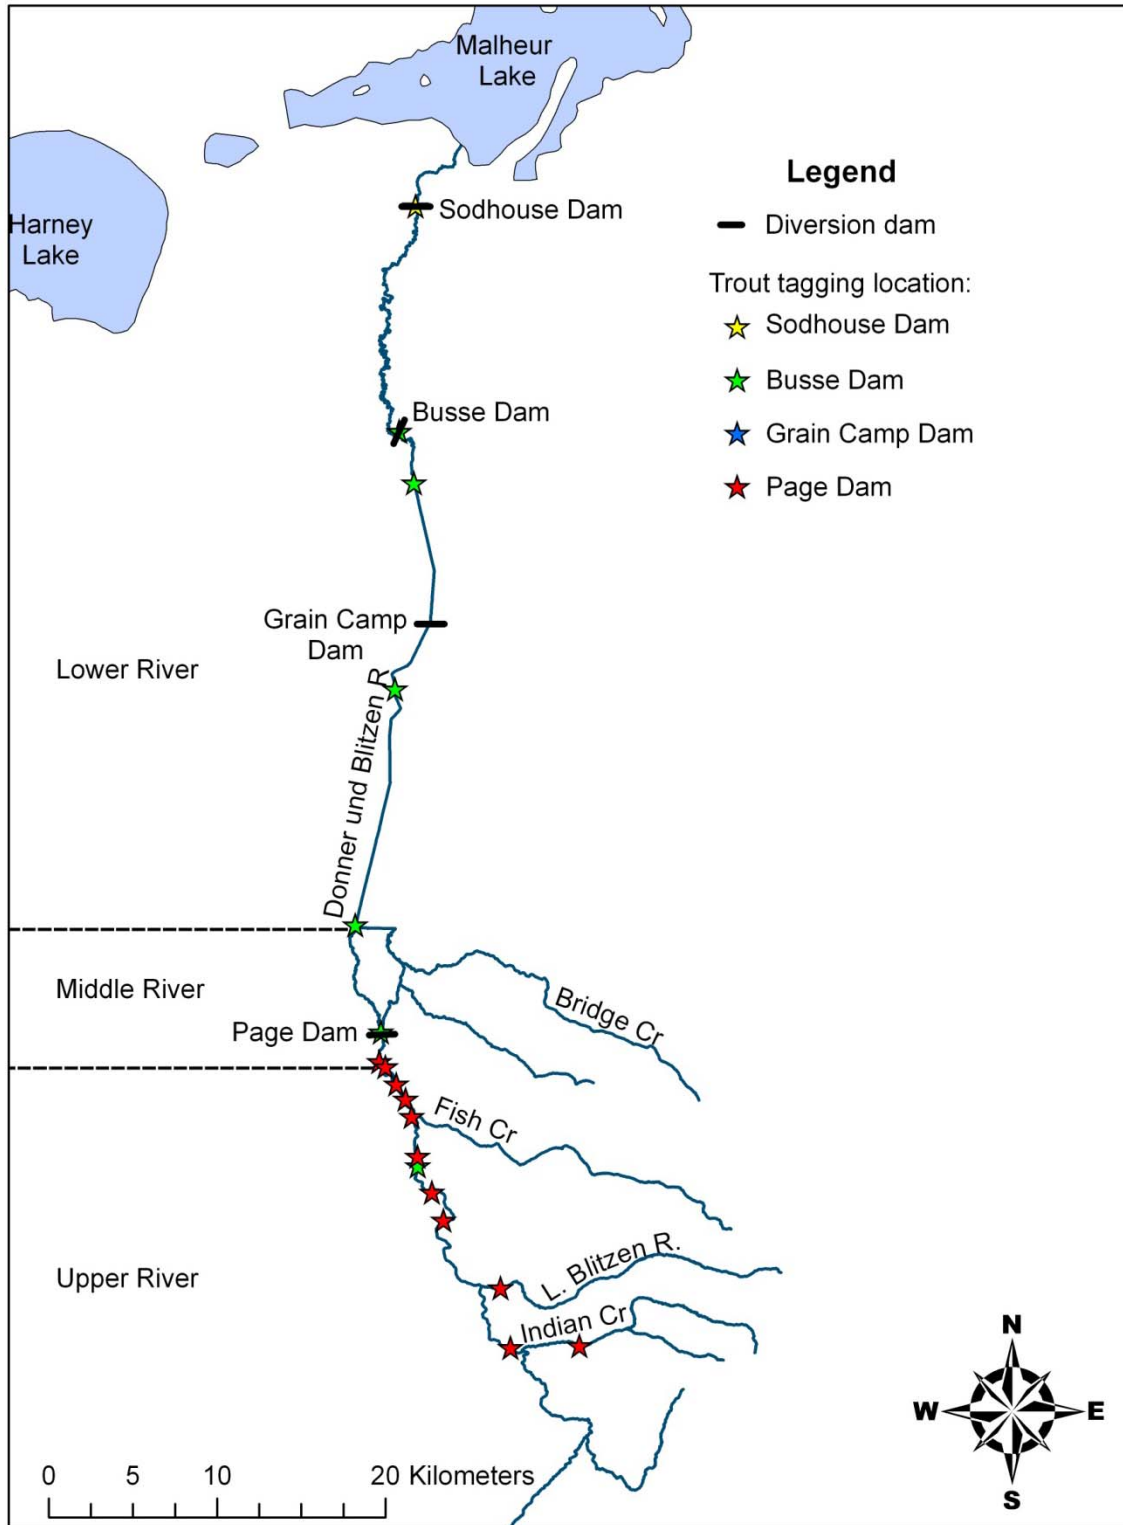 Malheur
Lake
Harney
Lake
Sodhouse Dam
Legend
Diversion dam
Trout tagging location:
Sodhouse Dam
Busse Dam
Grain Camp Dam
Page Dam
Busse Dam
Grain Camp
Dam
Lower River
Donner und Blitzen R
Middle River
Bridge Cr
Page Dam
Fish Cr
Upper River
L. Blitzen R.
Indian Cr
N
W
E
S
0 5 10 20 Kilometers